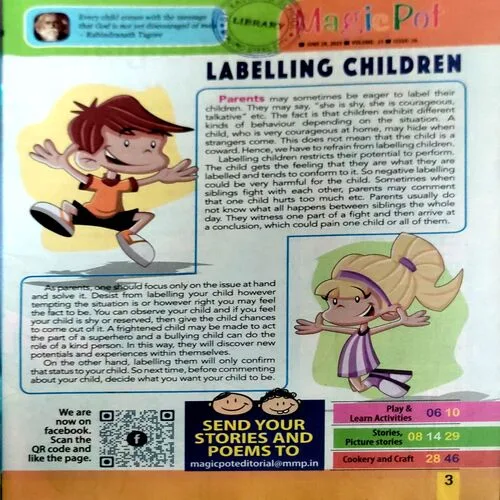 Every child comes with the message
that God is not yet discouraged of man.
- Rabindranath Tagore
LIBRARY
Magic Pot
VOLUME: 23
ISSUE: 26
LABELLING CHILDREN
Parents may sometimes be eager to label their
children. They may say, "she is shy, she is courageous,
talkative" etc. The fact is that children exhibit different
kinds of behaviour depending on the situation. A
child, who is very courageous at home, may hide when
strangers come. This does not mean that the child is a
coward. Hence, we have to refrain from labelling children.
Labelling children restricts their potential to perform.
The child gets the feeling that they are what they are
labelled and tends to conform to it. So negative labelling
could be very harmful for the child. Sometimes when
siblings fight with each other, parents may comment
that one child hurts too much etc. Parents usually do
not know what all happens between siblings the whole
day. They witness one part of a fight and then arrive at
a conclusion, which could pain one child or all of them.
As parents, one should focus only on the issue at hand
and solve it. Desist from labelling your child however
tempting the situation is or however right you may feel
the fact to be. You can observe your child and if you feel
your child is shy or reserved, then give the child chances
to come out of it. A frightened child may be made to act
the part of a superhero and a bullying child can do the
role of a kind person. In this way, they will discover new
potentials and experiences within themselves.
On the other hand, labelling them will only confirm
that status to your child. So next time, before commenting
about your child, decide what you want your child to be.
We are
now on
facebook.
Scan the
QR code and
like the page.
SEND YOUR
STORIES AND
POEMS TO
magicpoteditorial@mmp.in
Play &
Learn Activities 06 10
Stories,
Picture stories 08 14 29
Cookery and Craft 28 46
3